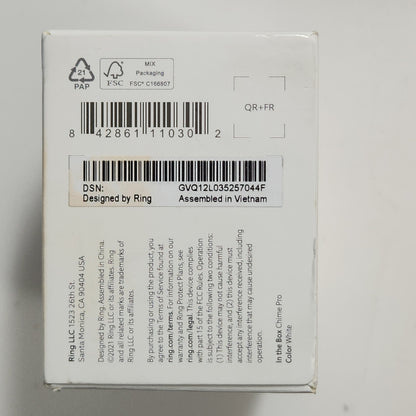 21
PAP
FSC
MIX
Packaging
FSC® C166807
QR+FR
8 42861 11030 2
DSN: GVQ12L035257044F
Designed by Ring Assembled in Vietnam
Ring LLC 1523 26th St.
Santa Monica, CA 90404 USA
Designed by Ring. Assembled in China.
©2021 Ring LLC or its affiliates. Ring
and all related marks are trademarks of
Ring LLC or its affiliates.
By purchasing or using the product, you
agree to the Terms of Service found at
ring.com/terms. For information on our
warranty and Ring Protect Plans, see
ring.com/legal. This device complies
with part 15 of the FCC Rules. Operation
is subject to the following two conditions:
(1) This device may not cause harmful
interference, and (2) this device must
accept any interference received, including
interference that may cause undesired
operation.
In the Box Chime Pro
Color White